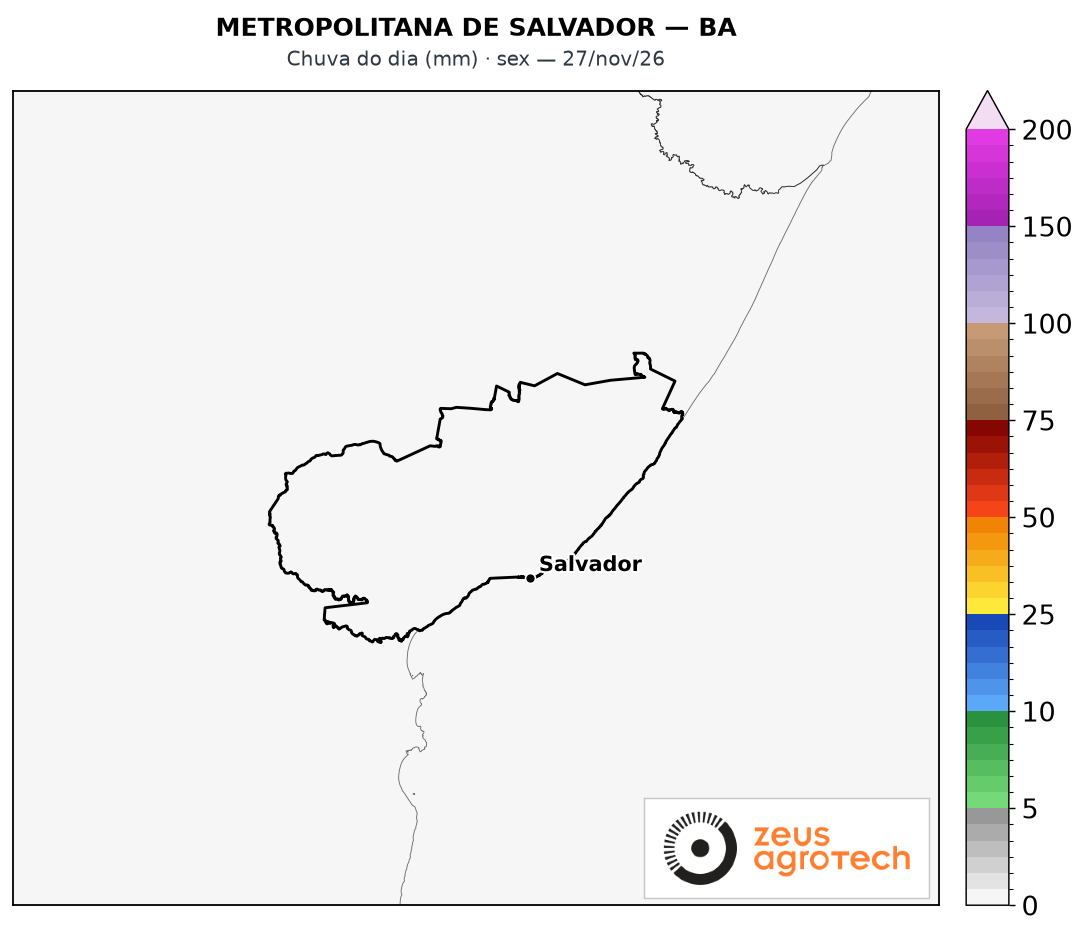 METROPOLITANA DE SALVADOR — BA
Chuva do dia (mm) · sex — 27/nov/26
200
150
100
75
50
25
10
5
0
Salvador
zeus
agrotech